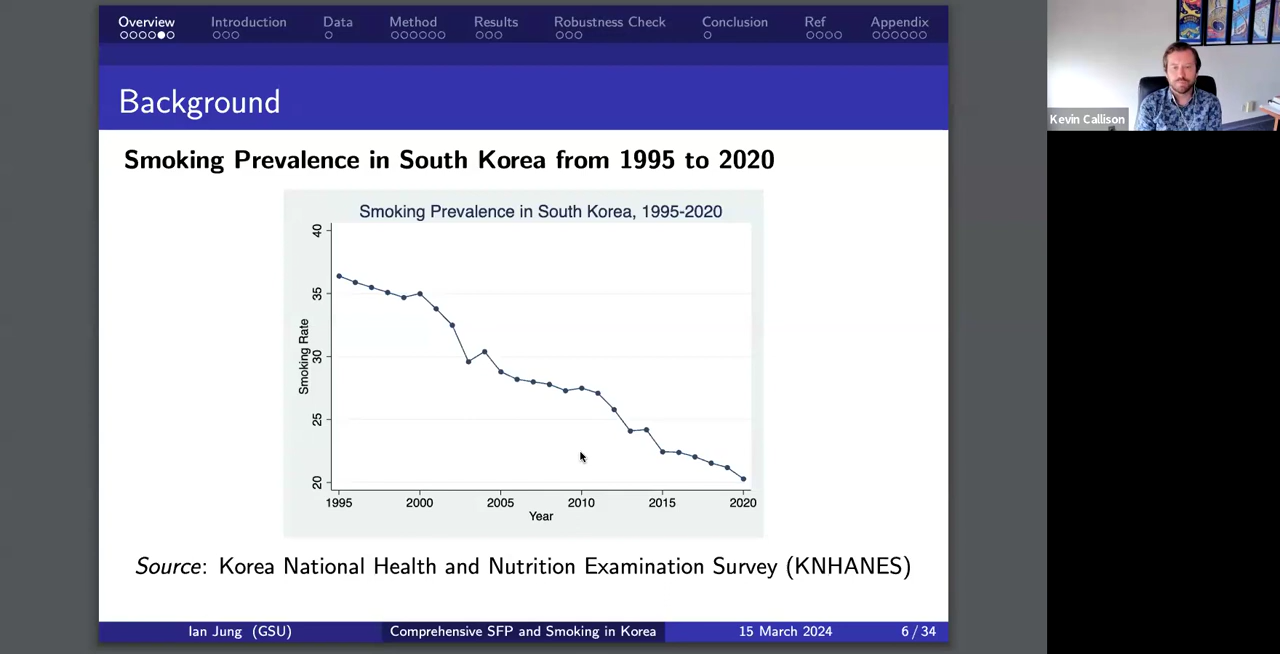 Overview Introduction Data Method Results Robustness Check Conclusion Ref Appendix
Background
Smoking Prevalence in South Korea from 1995 to 2020
Smoking Prevalence in South Korea, 1995-2020
40
35
30
25
20
Smoking Rate
1995 2000 2005 2010 2015 2020
Year
Source: Korea National Health and Nutrition Examination Survey (KNHANES)
Ian Jung (GSU) Comprehensive SFP and Smoking in Korea 15 March 2024 6 / 34
Kevin Callison